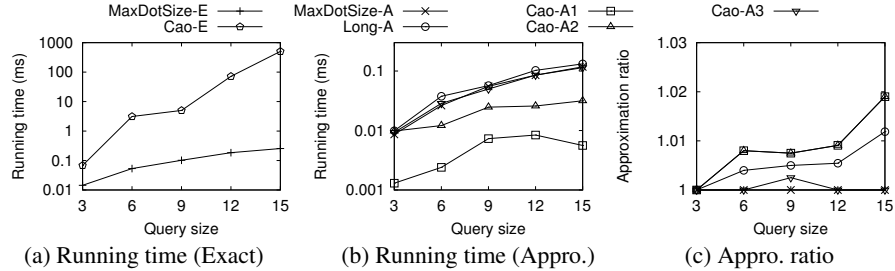 MaxDotSize-E
Cao-E
1000
100
10
1
0.1
0.01
3 6 9 12 15
Running time (ms)
Query size
(a) Running time (Exact)
MaxDotSize-A
Long-A
Cao-A1
Cao-A2
Cao-A3
0.1
0.01
0.001
3 6 9 12 15
Running time (ms)
Query size
(b) Running time (Appro.)
1.03
1.02
1.01
1
3 6 9 12 15
Approximation ratio
Query size
(c) Appro. ratio